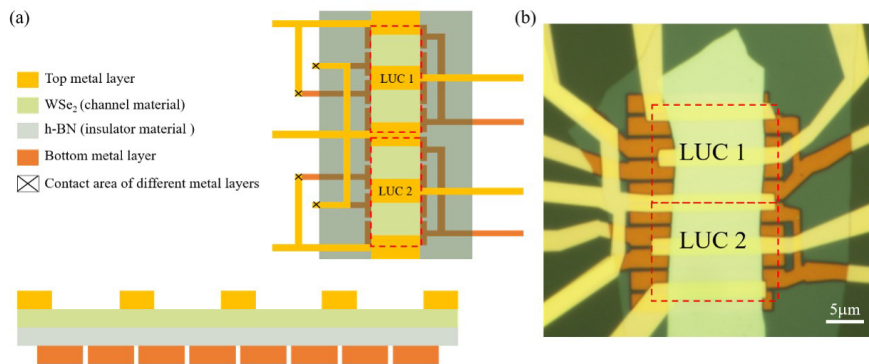 (a)
LUC 1
LUC 2
Top metal layer
WSe₂ (channel material)
h-BN (insulator material )
Bottom metal layer
Contact area of different metal layers
(b)
LUC 1
LUC 2
5μm